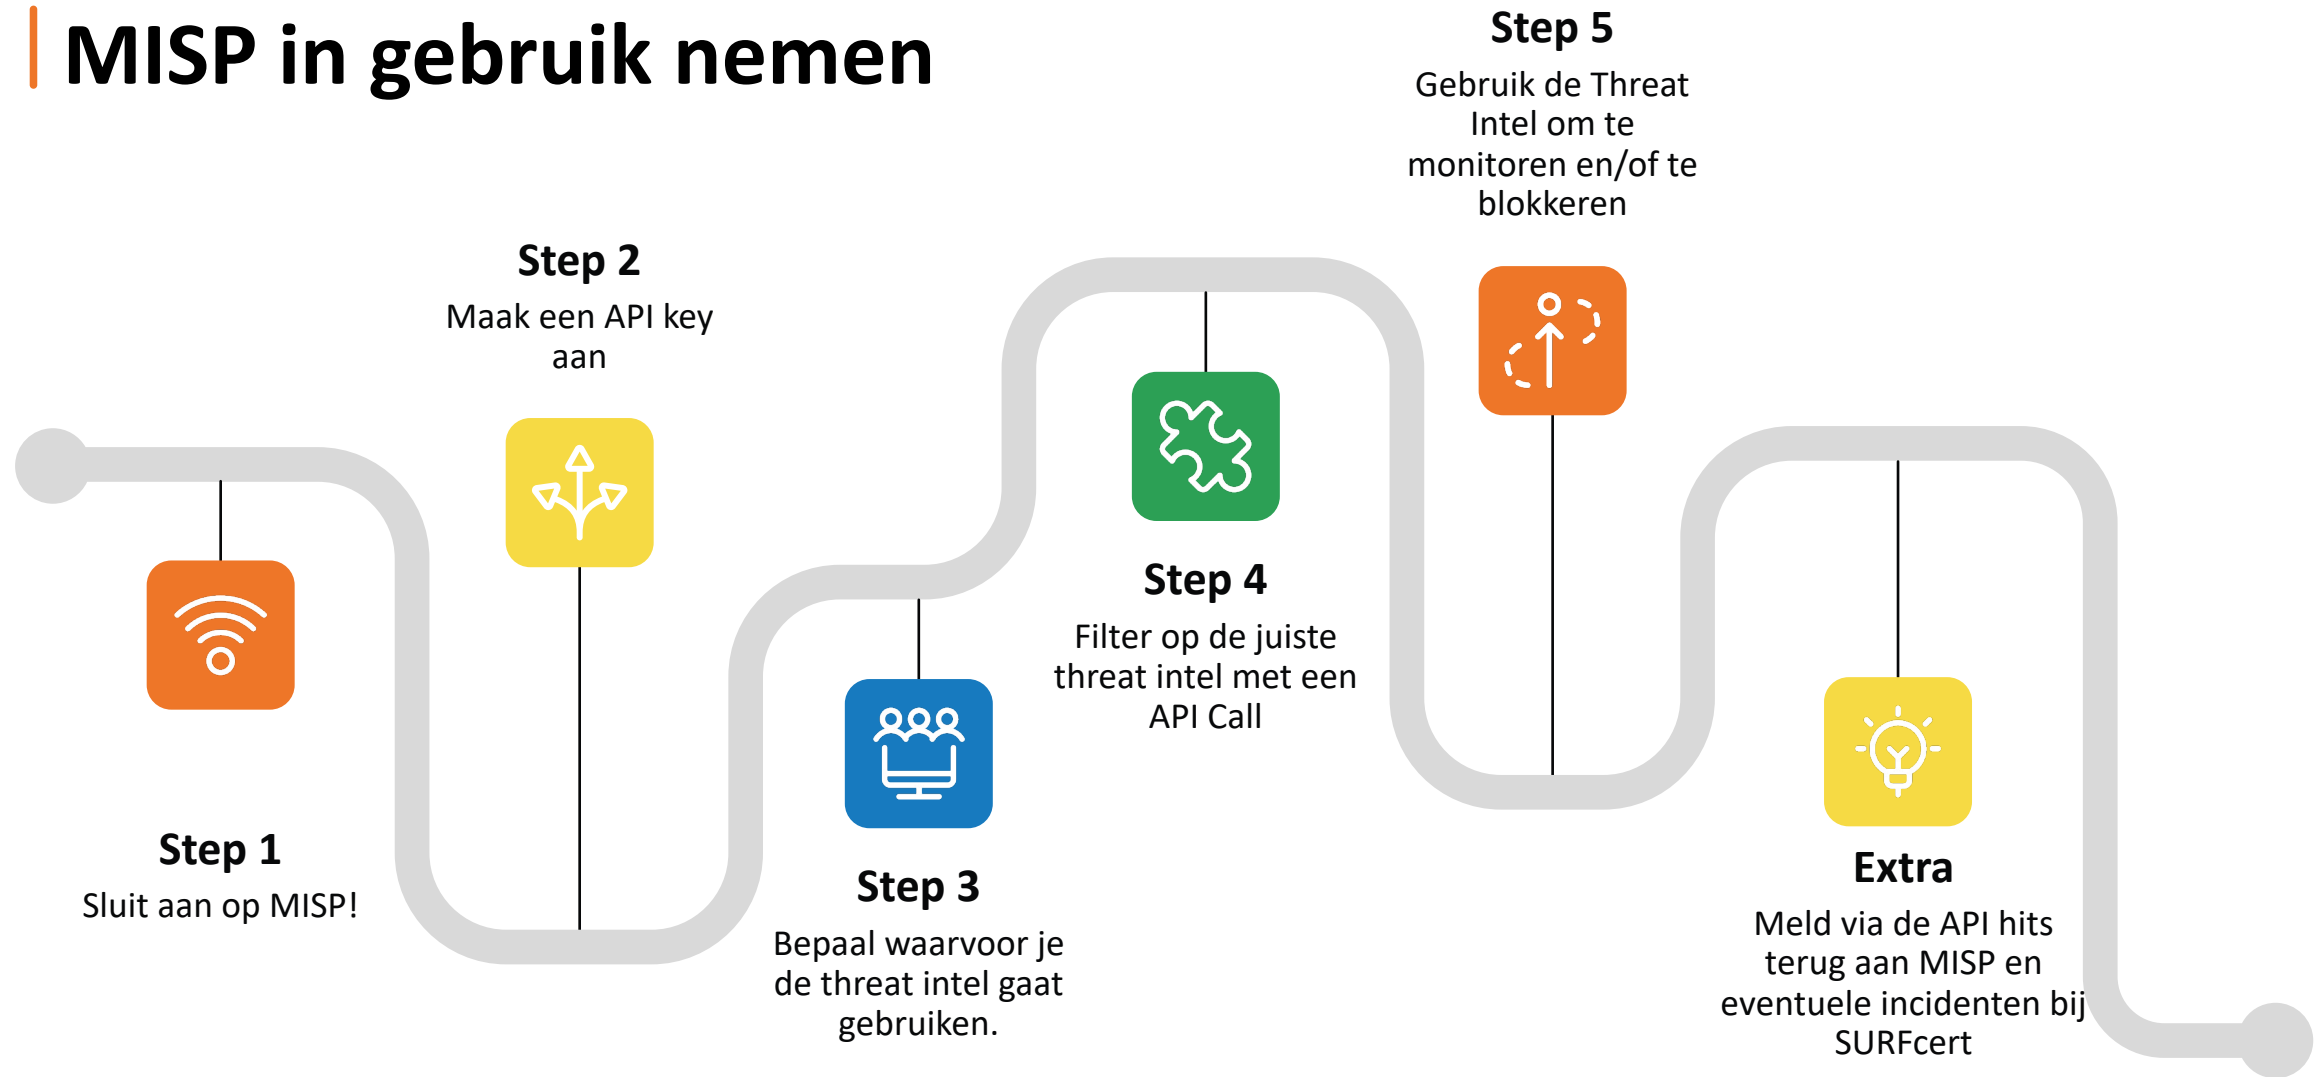 MISP in gebruik nemen
Step 1
Sluit aan op MISP!
Step 2
Maak een API key
aan
Step 3
Bepaal waarvoor je
de threat intel gaat
gebruiken.
Step 4
Filter op de juiste
threat intel met een
API Call
Step 5
Gebruik de Threat
Intel om te
monitoren en/of te
blokkeren
Extra
Meld via de API hits
terug aan MISP en
eventuele incidenten bij
SURFcert